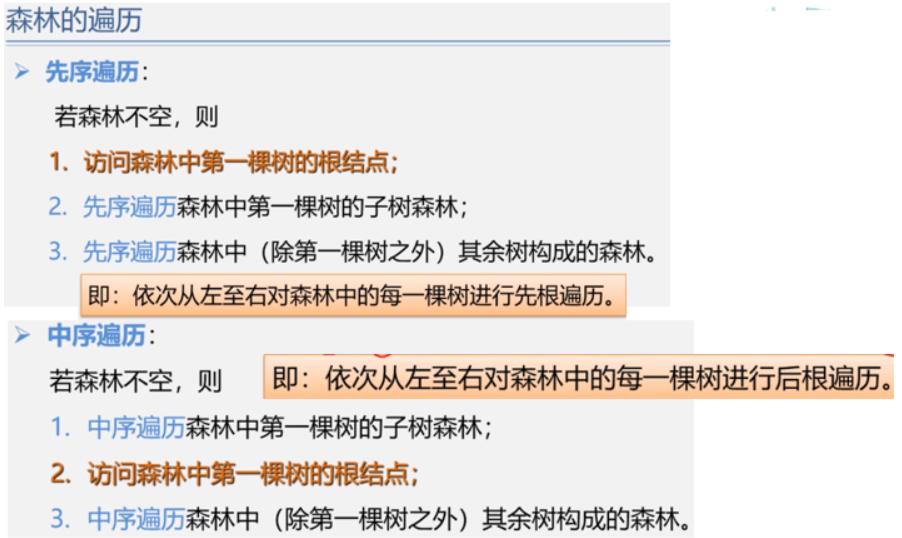 森林的遍历
➢ 先序遍历：
若森林不空，则
1. 访问森林中第一棵树的根结点；
2. 先序遍历森林中第一棵树的子树森林；
3. 先序遍历森林中（除第一棵树之外）其余树构成的森林。
即：依次从左至右对森林中的每一棵树进行先根遍历。
➢ 中序遍历：
若森林不空，则
即：依次从左至右对森林中的每一棵树进行后根遍历。
1. 中序遍历森林中第一棵树的子树森林；
2. 访问森林中第一棵树的根结点；
3. 中序遍历森林中（除第一棵树之外）其余树构成的森林。